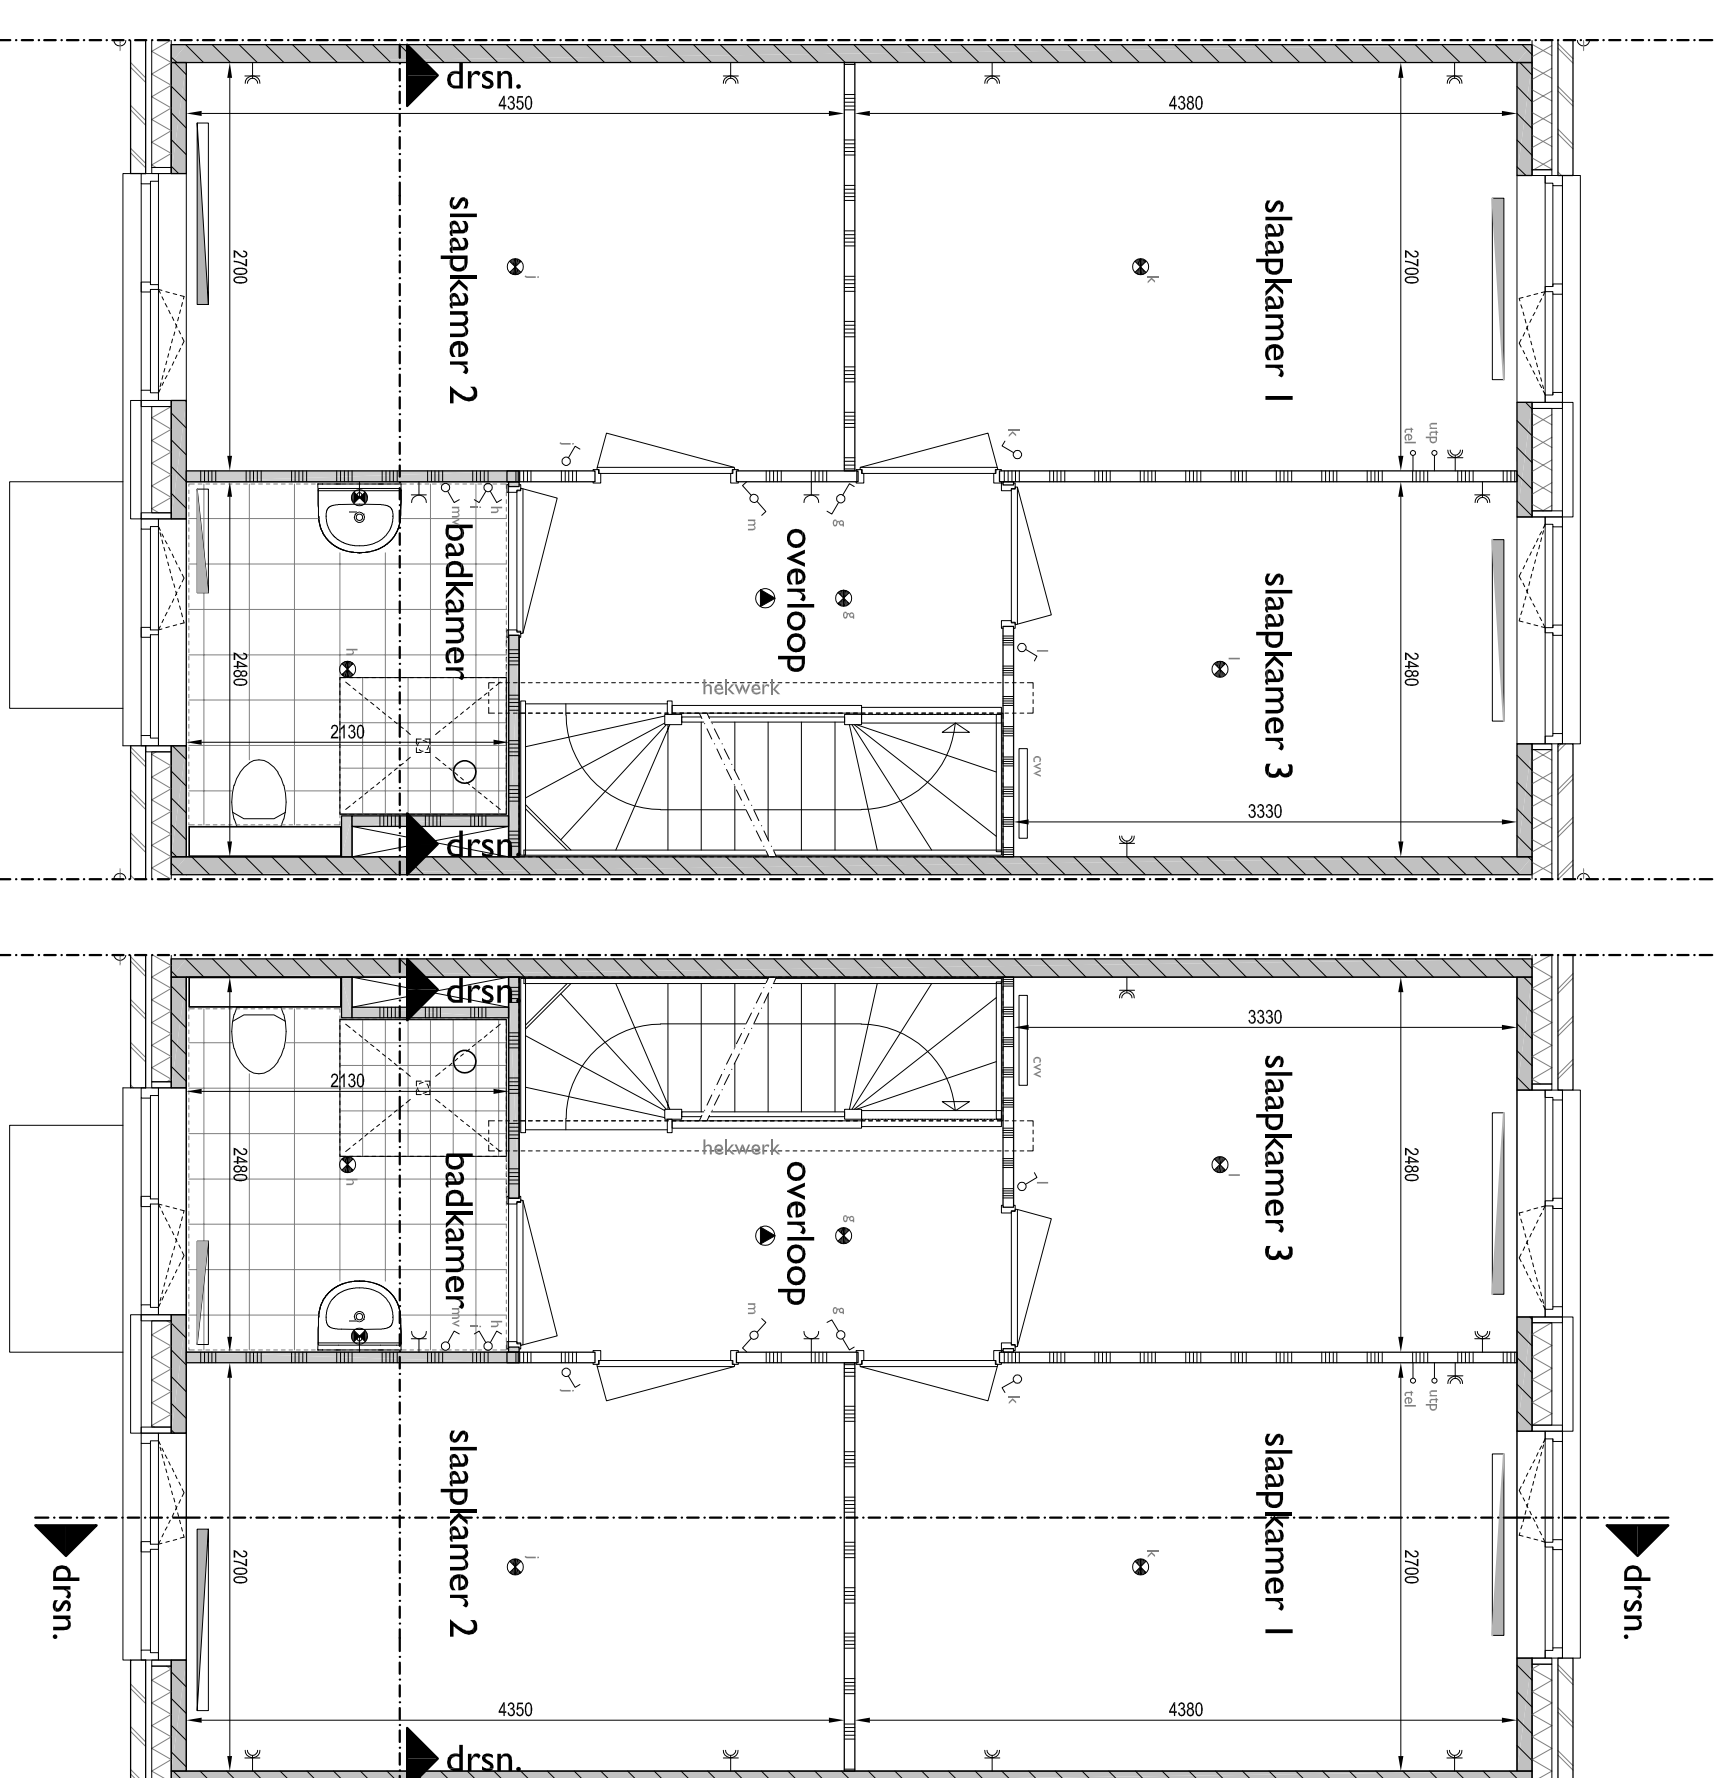 drsn.
4350
4380
slaapkamer 2
slaapkamer 1
2700
j
k
2700
j
k
tel
utp
mv
i
h
m
g
badkamer
overloop
slaapkamer 3
g
2480
h
l
l
2480
hekwerk
2130
cvv
3330
drsn.
drsn.
3330
2130
cvv
slaapkamer 3
2480
hekwerk
2480
badkamer
h
overloop
g
l
l
mv
i
h
m
g
j
k
tel
utp
slaapkamer 2
slaapkamer 1
2700
j
k
2700
drsn.
drsn.
4350
4380
drsn.